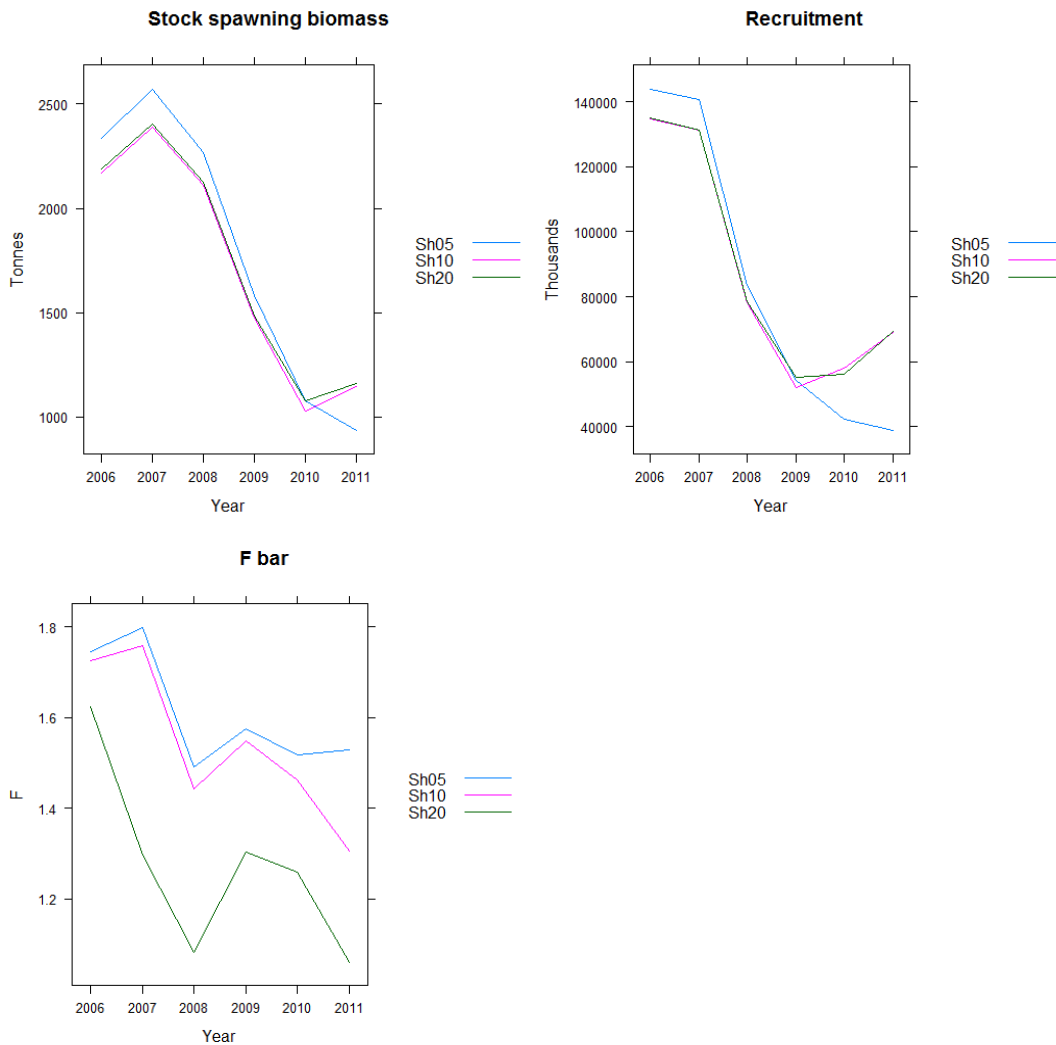 Stock spawning biomass
Tonnes
2500
2000
1500
1000
2006 2007 2008 2009 2010 2011
Year
Sh05
Sh10
Sh20
Recruitment
Thousands
140000
120000
100000
80000
60000
40000
2006 2007 2008 2009 2010 2011
Year
Sh05
Sh10
Sh20
F bar
F
1.8
1.6
1.4
1.2
2006 2007 2008 2009 2010 2011
Year
Sh05
Sh10
Sh20